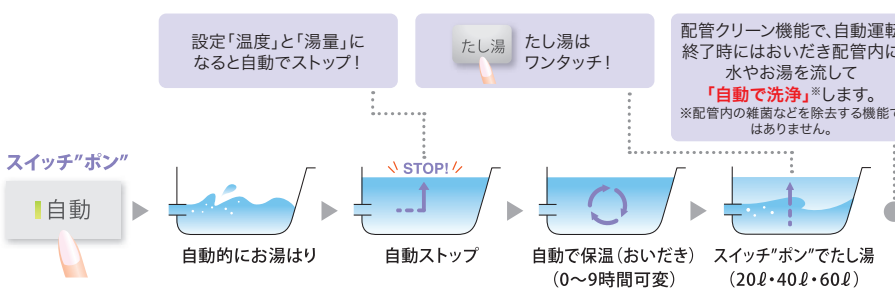 設定「温度」と「湯量」に
なると自動でストップ！
たし湯
たし湯は
ワンタッチ！
配管クリーン機能で、自動運転
終了時にはおいだき配管内に
水やお湯を流して
「自動で洗浄」※します。
※配管内の雑菌などを除去する機能で
はありません。
スイッチ"ポン"
自動
STOP!
自動的にお湯はり
自動ストップ
自動で保温（おいだき）
（0〜9時間可変）
スイッチ"ポン"でたし湯
（20ℓ・40ℓ・60ℓ）